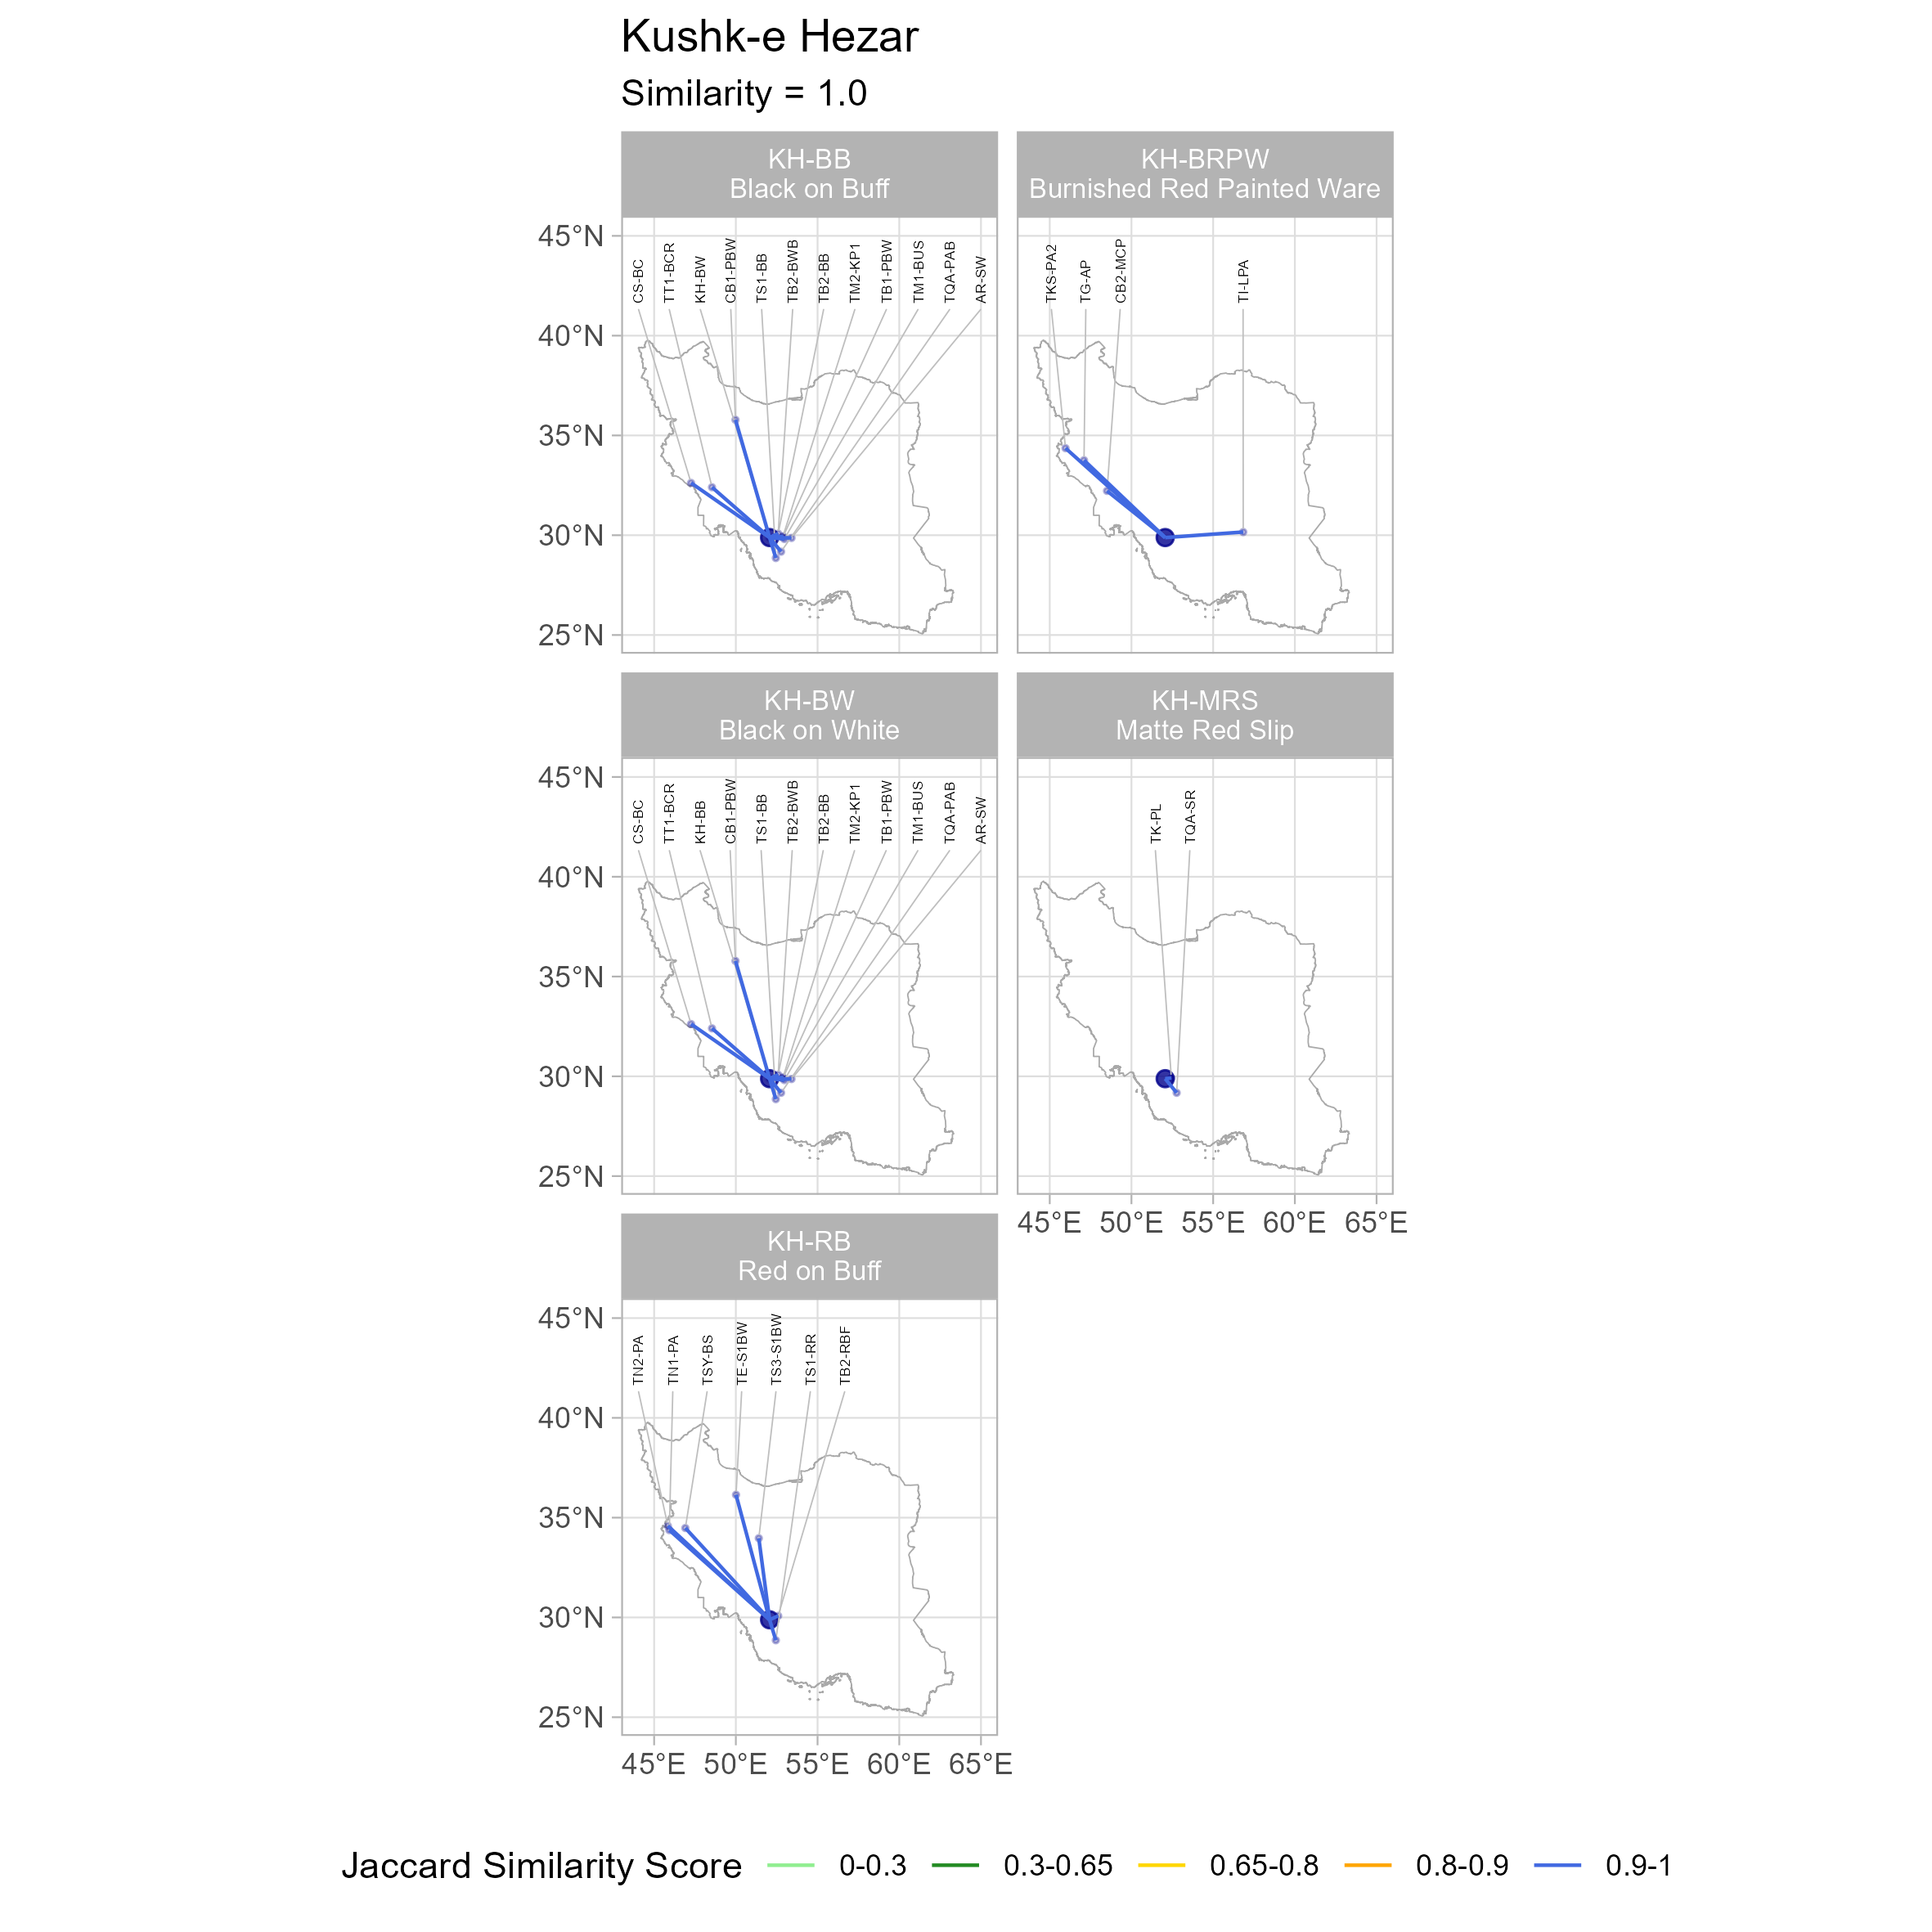 Kushk-e Hezar
Similarity = 1.0
KH-BB
Black on Buff
KH-BRPW
Burnished Red Painted Ware
45°N
40°N
35°N
30°N
25°N
CS-BC
TT1-BCR
KH-BW
CB1-PBW
TS1-BB
TB2-BWB
TB2-BB
TM2-KP1
TB1-PBW
TM1-BUS
TQA-PAB
AR-SW
TKS-PA2
TG-AP
CB2-MCP
TI-LPA
KH-BW
Black on White
KH-MRS
Matte Red Slip
45°N
40°N
35°N
30°N
25°N
CS-BC
TT1-BCR
KH-BB
CB1-PBW
TS1-BB
TB2-BWB
TB2-BB
TM2-KP1
TB1-PBW
TM1-BUS
TQA-PAB
AR-SW
TK-PL
TQA-SR
45°E 50°E 55°E 60°E 65°E
KH-RB
Red on Buff
45°N
40°N
35°N
30°N
25°N
TN2-PA
TN1-PA
TSY-BS
TE-S1BW
TS3-S1BW
TS1-RR
TB2-RBF
45°E 50°E 55°E 60°E 65°E
Jaccard Similarity Score 0-0.3 0.3-0.65 0.65-0.8 0.8-0.9 0.9-1